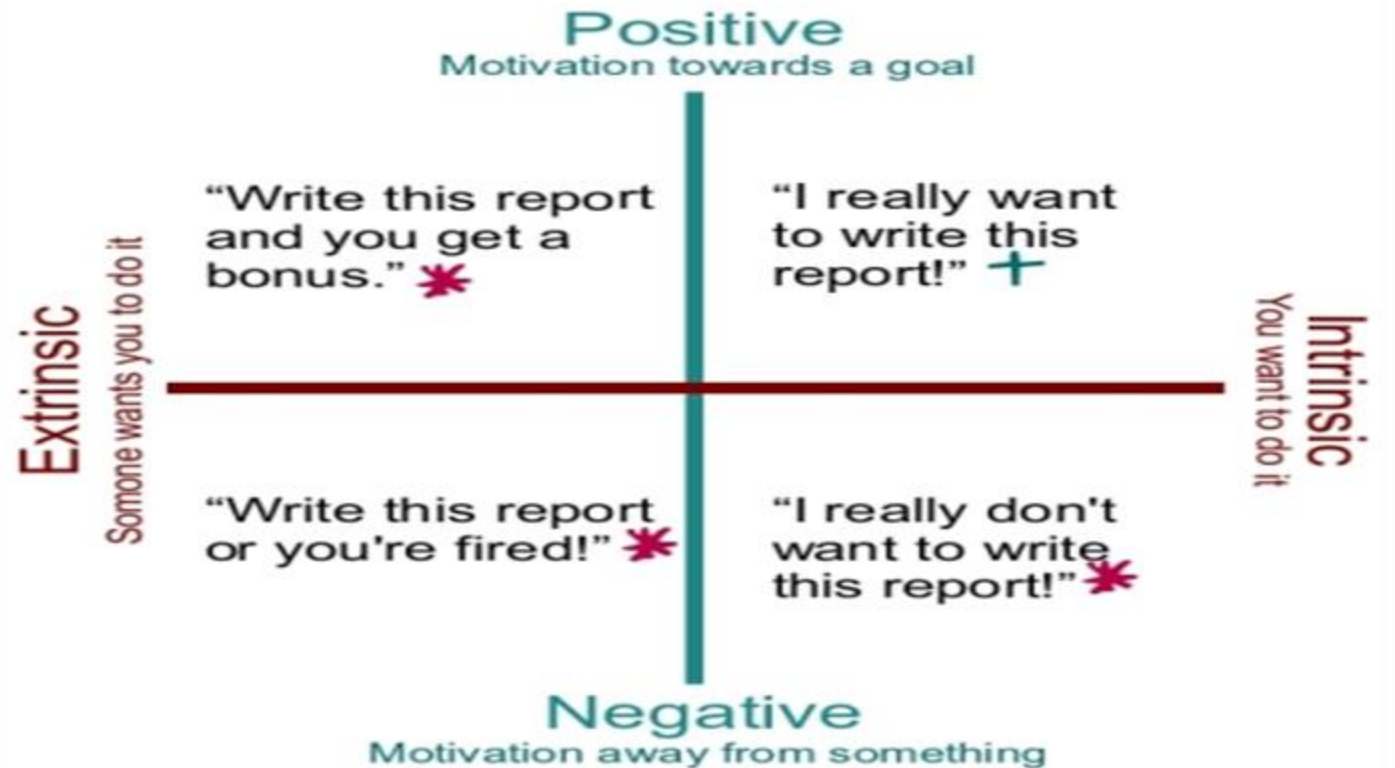 Positive
Motivation towards a goal
“Write this report
and you get a
bonus.”
“I really want
to write this
report!”
Extrinsic
Someone wants you to do it
Intrinsic
You want to do it
“Write this report
or you're fired!”
“I really don't
want to write
this report!”
Negative
Motivation away from something